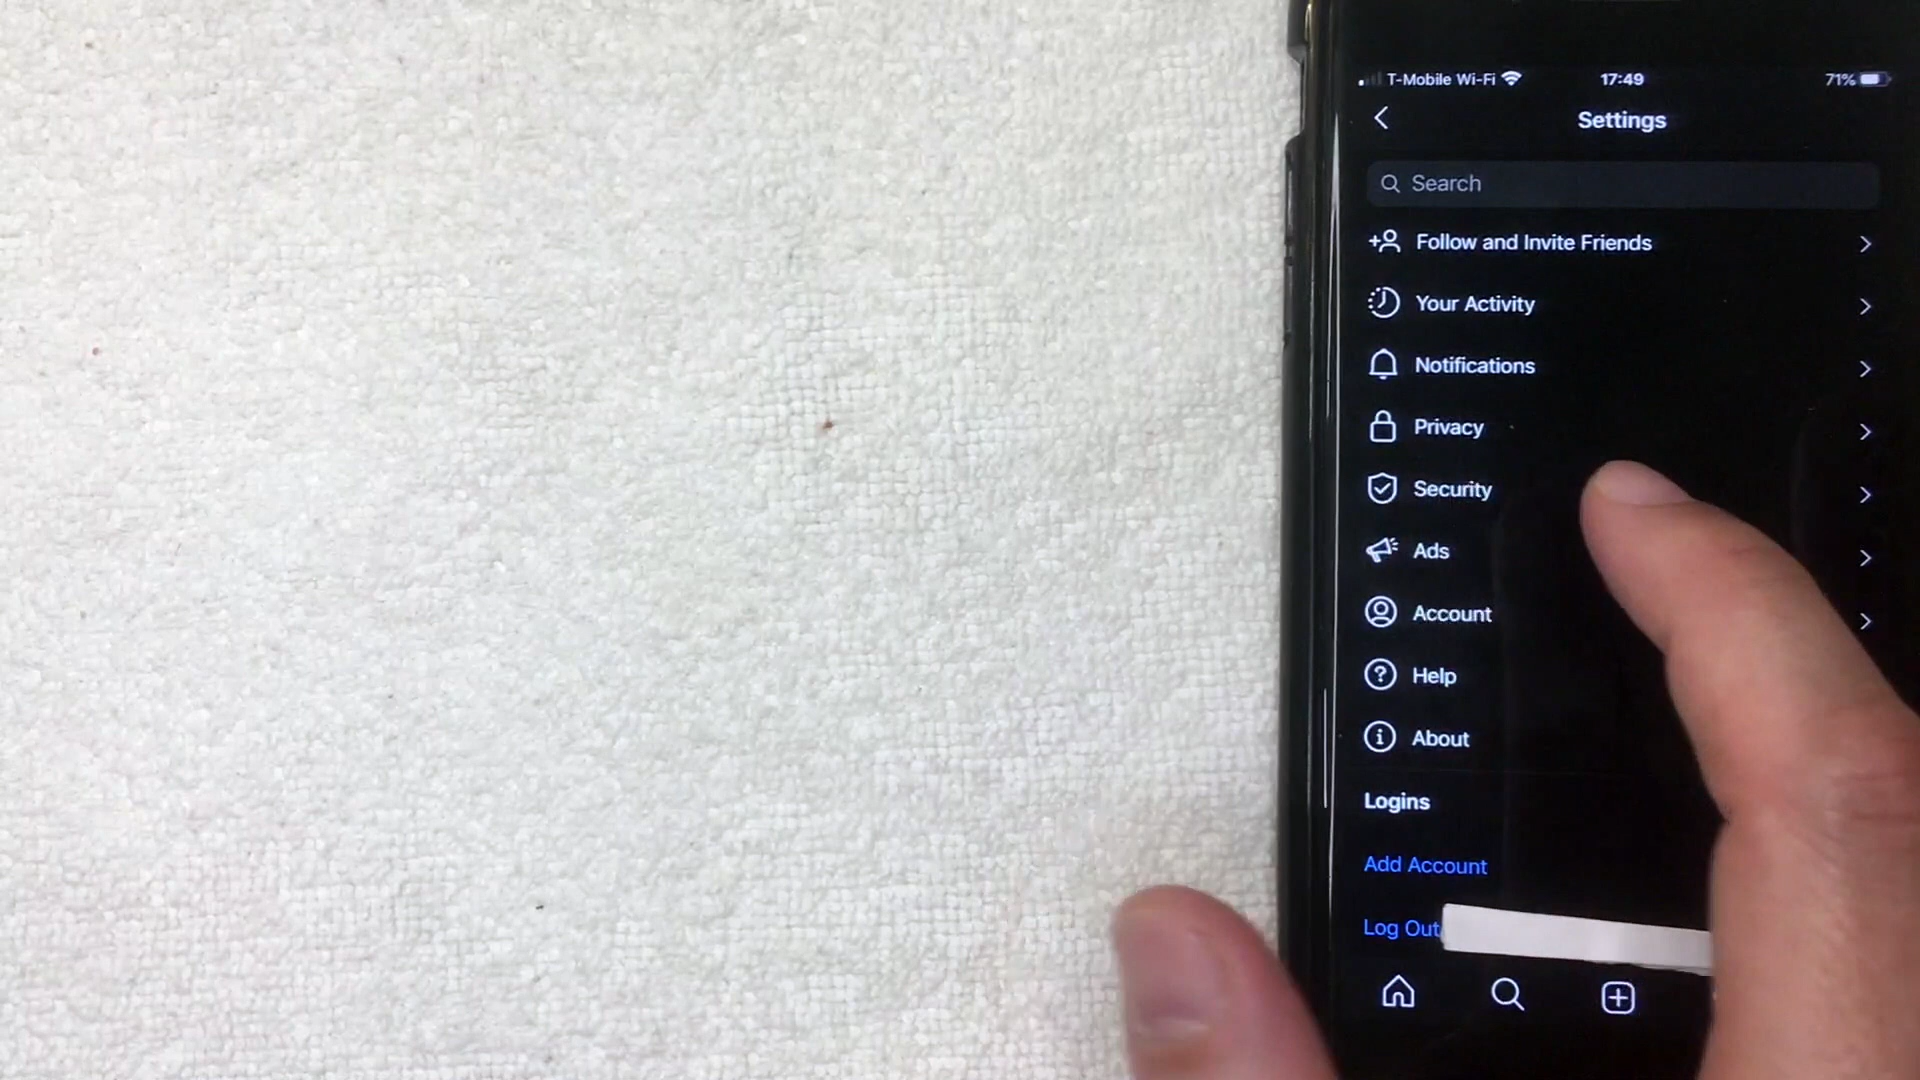 T-Mobile Wi-Fi 17:49 71%
Settings
Search
Follow and Invite Friends
Your Activity
Notifications
Privacy
Security
Ads
Account
Help
About
Logins
Add Account
Log Out